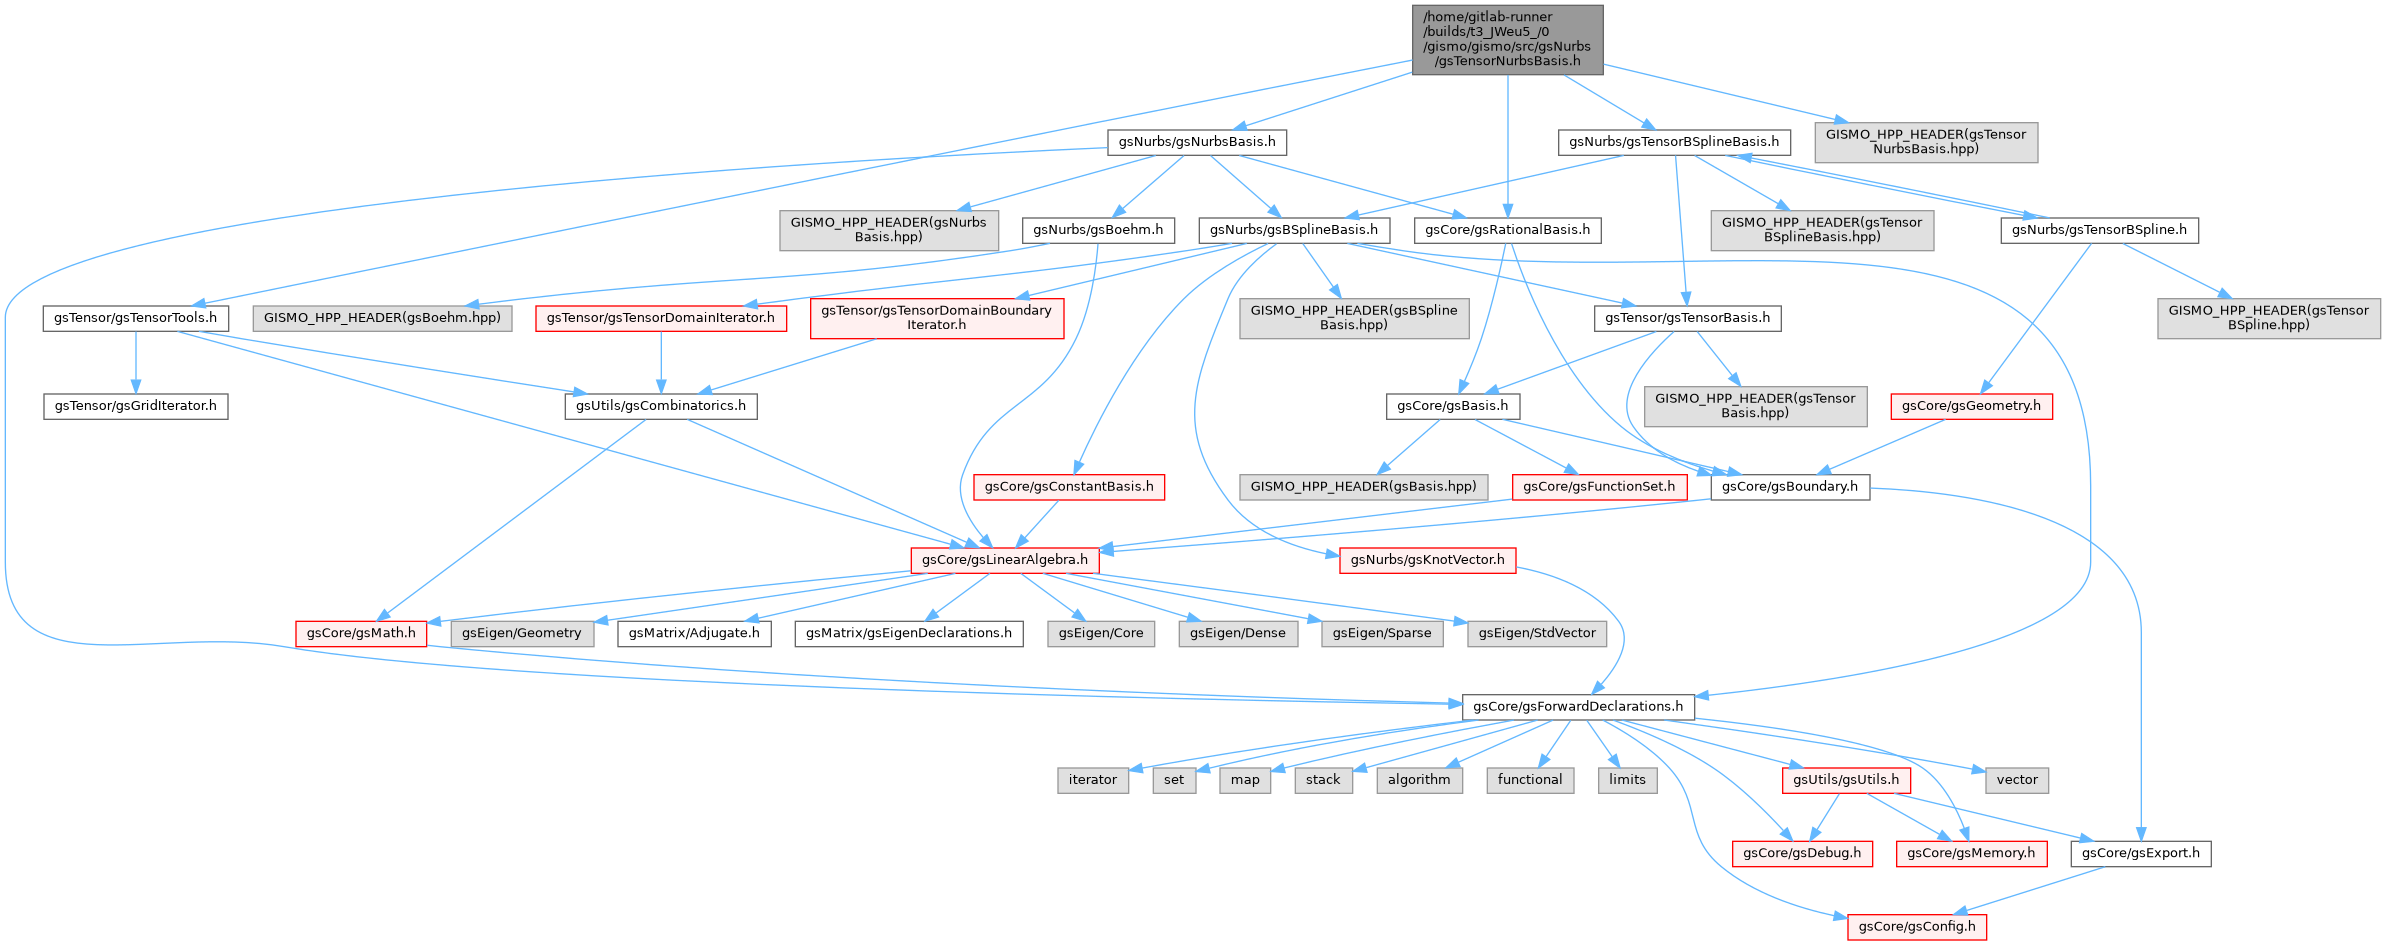 /home/gitlab-runner
/builds/t3_JWeu5_/0
/gismo/gismo/src/gsNurbs
/gsTensorNurbsBasis.h
gsNurbs/gsNurbsBasis.h
gsNurbs/gsTensorBSplineBasis.h
GISMO_HPP_HEADER(gsTensor
NurbsBasis.hpp)
GISMO_HPP_HEADER(gsNurbs
Basis.hpp)
gsNurbs/gsBoehm.h
gsNurbs/gsBSplineBasis.h
gsCore/gsRationalBasis.h
GISMO_HPP_HEADER(gsTensor
BSplineBasis.hpp)
gsNurbs/gsTensorBSpline.h
gsTensor/gsTensorTools.h
GISMO_HPP_HEADER(gsBoehm.hpp)
gsTensor/gsTensorDomainIterator.h
gsTensor/gsTensorDomainBoundary
Iterator.h
GISMO_HPP_HEADER(gsBSpline
Basis.hpp)
gsTensor/gsTensorBasis.h
GISMO_HPP_HEADER(gsTensor
BSpline.hpp)
gsTensor/gsGridIterator.h
gsUtils/gsCombinatorics.h
gsCore/gsBasis.h
GISMO_HPP_HEADER(gsTensor
Basis.hpp)
gsCore/gsGeometry.h
gsCore/gsConstantBasis.h
GISMO_HPP_HEADER(gsBasis.hpp)
gsCore/gsFunctionSet.h
gsCore/gsBoundary.h
gsCore/gsLinearAlgebra.h
gsNurbs/gsKnotVector.h
gsCore/gsMath.h
gsEigen/Geometry
gsMatrix/Adjugate.h
gsMatrix/gsEigenDeclarations.h
gsEigen/Core
gsEigen/Dense
gsEigen/Sparse
gsEigen/StdVector
gsCore/gsForwardDeclarations.h
iterator
set
map
stack
algorithm
functional
limits
gsUtils/gsUtils.h
vector
gsCore/gsDebug.h
gsCore/gsMemory.h
gsCore/gsExport.h
gsCore/gsConfig.h